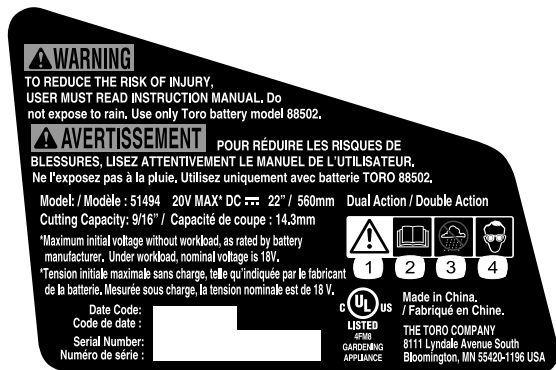 WARNING
TO REDUCE THE RISK OF INJURY,
USER MUST READ INSTRUCTION MANUAL. Do
not expose to rain. Use only Toro battery model 88502.
AVERTISSEMENT POUR RÉDUIRE LES RISQUES DE
BLESSURES, LISEZ ATTENTIVEMENT LE MANUEL DE L'UTILISATEUR.
Ne l'exposez pas à la pluie. Utilisez uniquement avec batterie TORO 88502.
Model: / Modèle : 51494 20V MAX* DC 22” / 560mm Dual Action / Double Action
Cutting Capacity: 9/16” / Capacité de coupe : 14.3mm
*Maximum initial voltage without workload, as rated by battery
manufacturer. Under workload, nominal voltage is 18V.
*Tension initiale maximale sans charge, telle qu'indiquée par le fabricant
de la batterie. Mesurée sous charge, la tension nominale est de 18 V.
1 2 3 4
Date Code:
Code de date :
Serial Number:
Numéro de série :
C UL US
LISTED
4FM8
GARDENING
APPLIANCE
Made in China.
/ Fabriqué en Chine.
THE TORO COMPANY
8111 Lyndale Avenue South
Bloomington, MN 55420-1196 USA